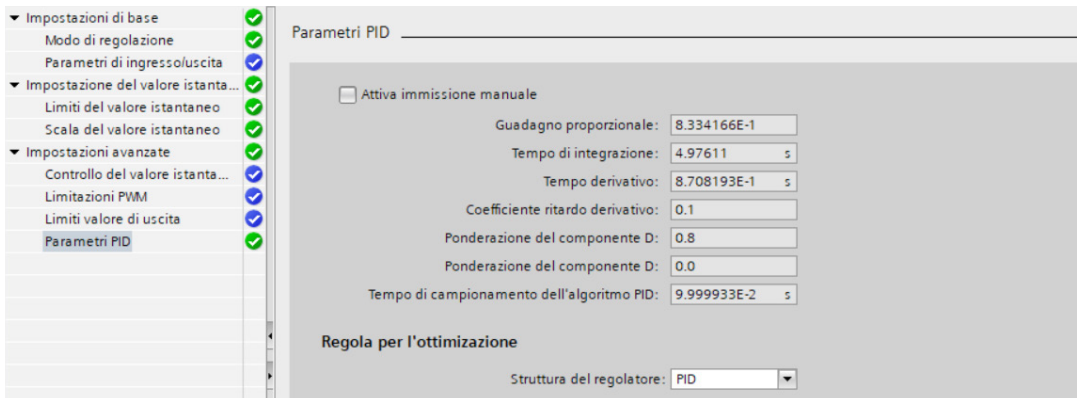 Impostazioni di base
Modo di regolazione
Parametri di ingresso/uscita
Impostazione del valore istanta...
Limiti del valore istantaneo
Scala del valore istantaneo
Impostazioni avanzate
Controllo del valore istanta...
Limitazioni PWM
Limiti valore di uscita
Parametri PID
Parametri PID
Attiva immissione manuale
Guadagno proporzionale: 8.334166E-1
Tempo di integrazione: 4.97611 s
Tempo derivativo: 8.708193E-1 s
Coefficiente ritardo derivativo: 0.1
Ponderazione del componente D: 0.8
Ponderazione del componente D: 0.0
Tempo di campionamento dell'algoritmo PID: 9.999933E-2 s
Regola per l'ottimizazione
Struttura del regolatore: PID